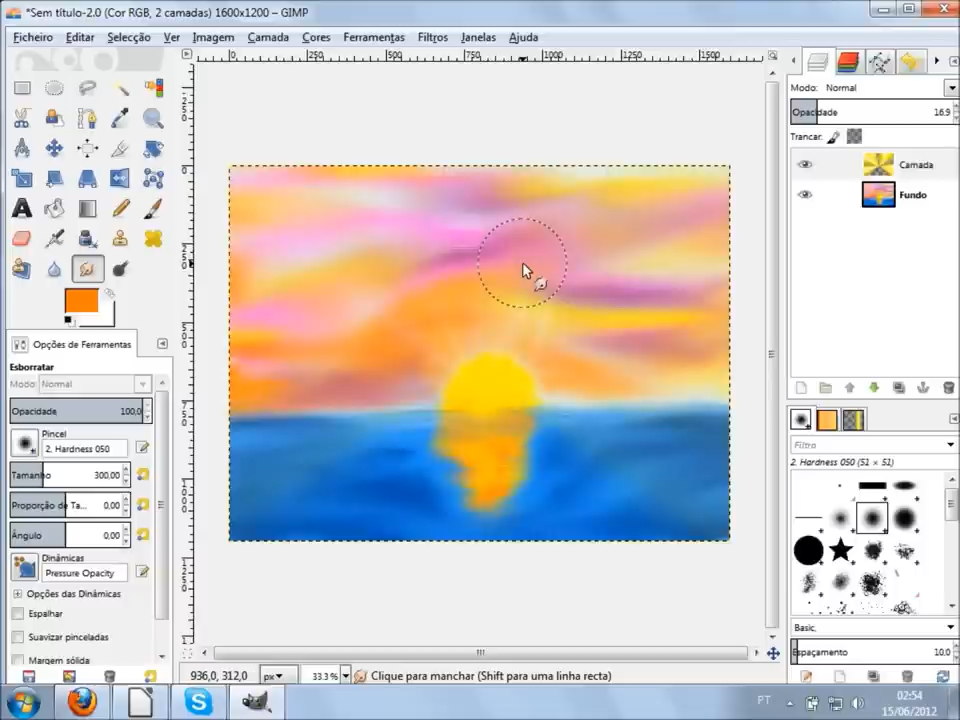 *Sem título-2.0 (Cor RGB, 2 camadas) 1600x1200 – GIMP
Ficheiro Editar Selecção Ver Imagem Camada Cores Ferramentas Filtros Janelas Ajuda
0 250 500 750 1000 1250 1500
Modo: Normal
Opacidade 16.9
Trancar:
Camada
Fundo
Opções de Ferramentas
Esborratar
Modo: Normal
Opacidade 100,0
Pincel
2. Hardness 050
Tamanho 300,00
Proporção de Ta... 0,00
Ângulo 0,00
Dinâmicas
Pressure Opacity
Opções das Dinâmicas
Espalhar
Suavizar pinceladas
Margem sólida
Filtro
2. Hardness 050 (51 × 51)
Basic,
Espaçamento 10.0
936,0, 312,0 px 33.3 % Clique para manchar (Shift para uma linha recta)
PT
02:54
15/06/2012